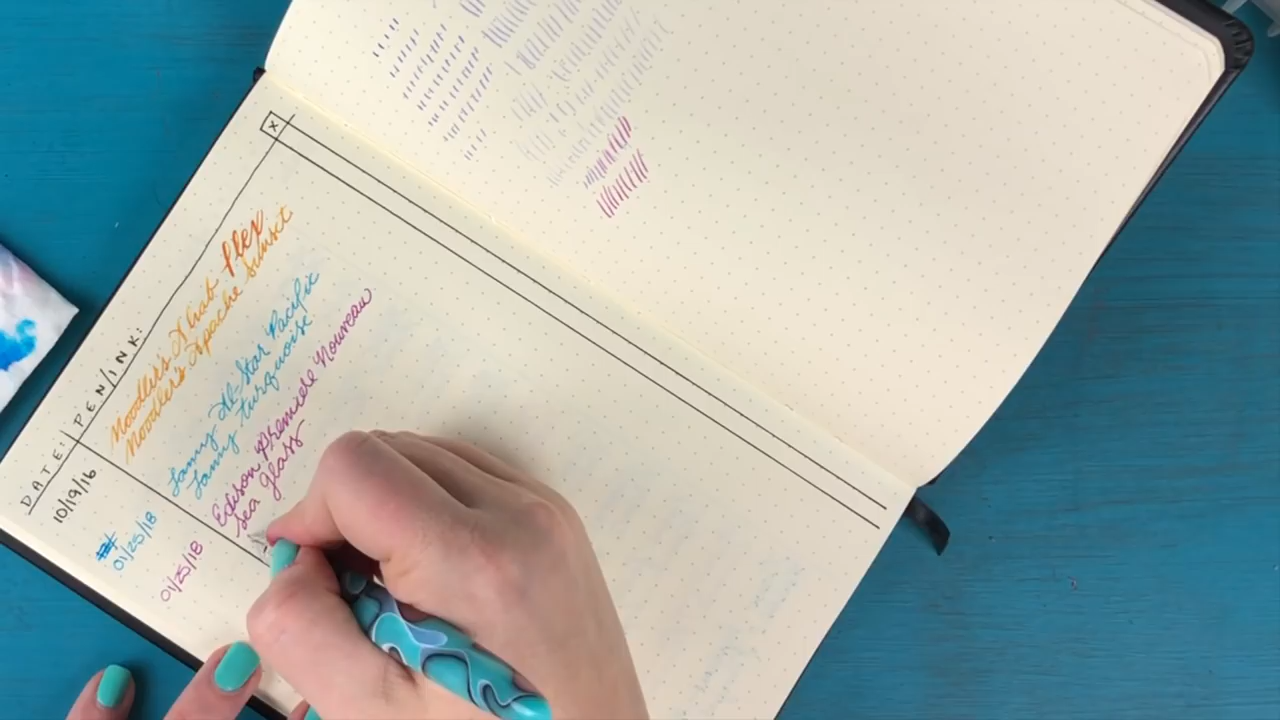 X
DATE: PEN/INK:
10/19/16 Noodler's Ahab Flex
Noodler's Apache Sunset
01/25/18 Lamy Al-Star Pacific
Lamy turquoise
01/25/18 Edison Premiere Nouveau
Sea Glass